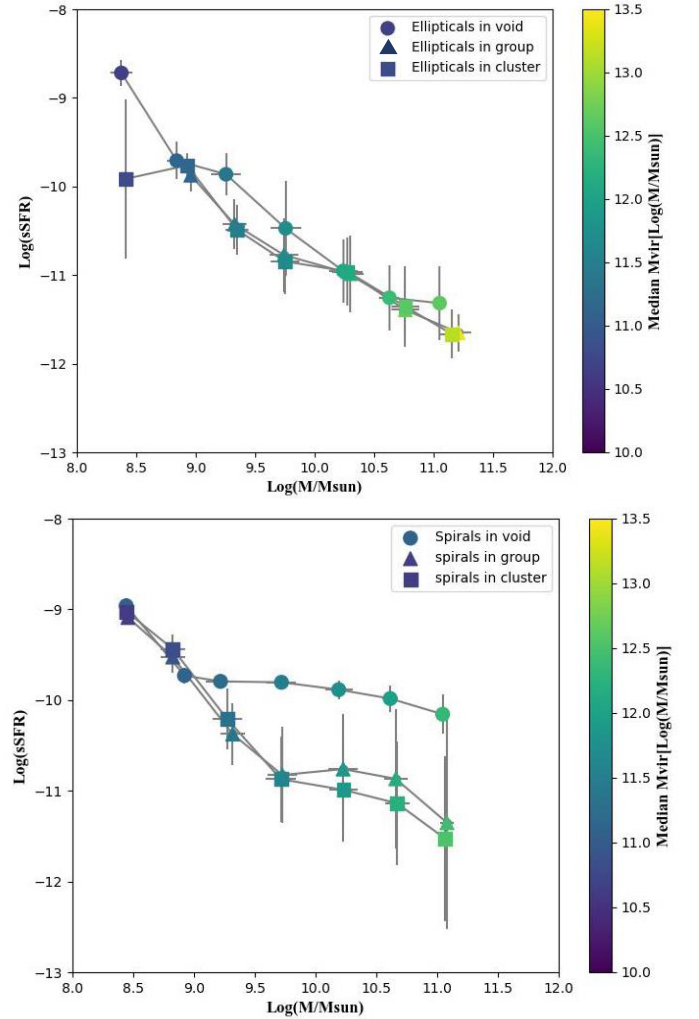 Ellipticals in void
Ellipticals in group
Ellipticals in cluster
−8
−9
−10
−11
−12
−13
Log(sSFR)
8.0 8.5 9.0 9.5 10.0 10.5 11.0 11.5 12.0
Log(M/Msun)
13.5
13.0
12.5
12.0
11.5
11.0
10.5
10.0
Median Mvir[Log(M/Msun)]
Spirals in void
spirals in group
spirals in cluster
−8
−9
−10
−11
−12
−13
Log(sSFR)
8.0 8.5 9.0 9.5 10.0 10.5 11.0 11.5 12.0
Log(M/Msun)
13.5
13.0
12.5
12.0
11.5
11.0
10.5
10.0
Median Mvir[Log(M/Msun)]